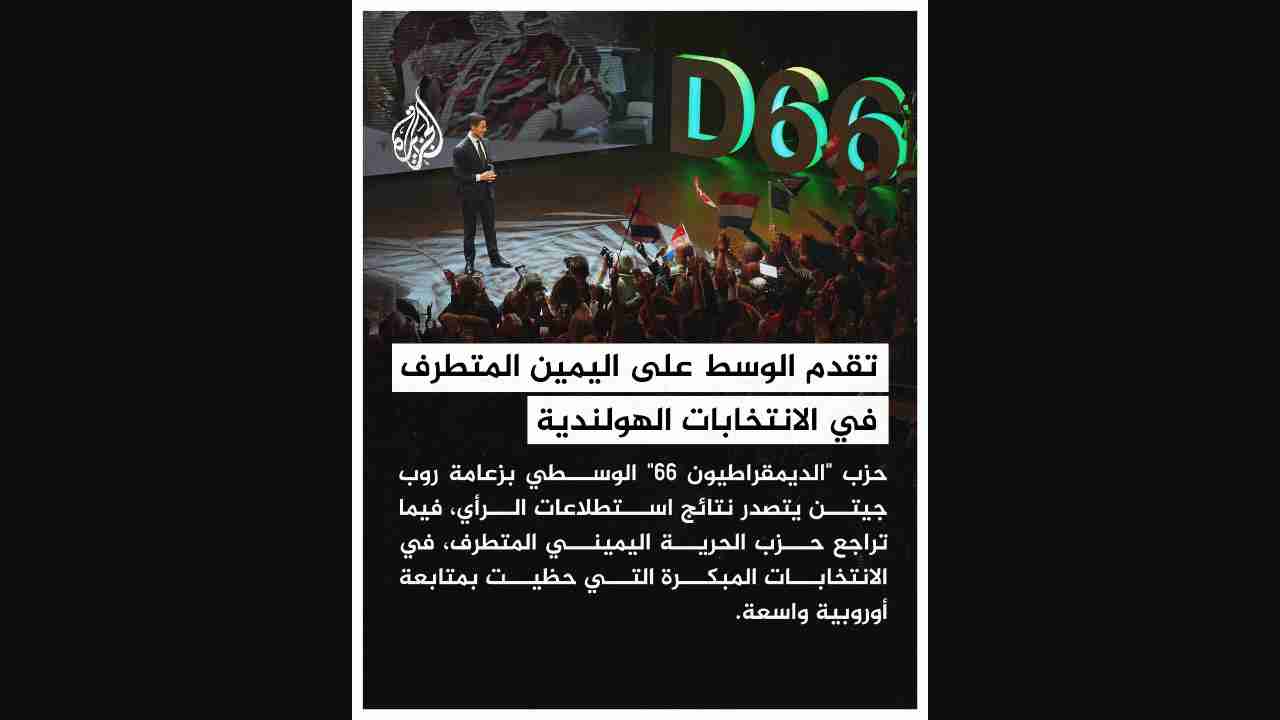 D66
الجزيرة
تقدم الوسط على اليمين المتطرف
في الانتخابات الهولندية
حزب "الديمقراطيون 66" الوسطي بزعامة روب
جيتن يتصدر نتائج استطلاعات الرأي، فيما
تراجع حزب الحرية اليميني المتطرف، في
الانتخابات المبكرة التي حظيت بمتابعة
أوروبية واسعة.